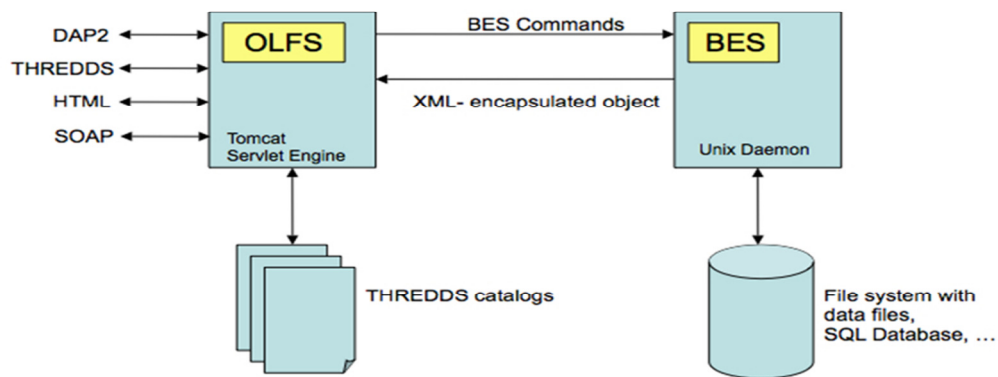 DAP2
THREDDS
HTML
SOAP
OLFS
Tomcat
Servlet Engine
BES Commands
XML- encapsulated object
BES
Unix Daemon
THREDDS catalogs
File system with
data files,
SQL Database, ...